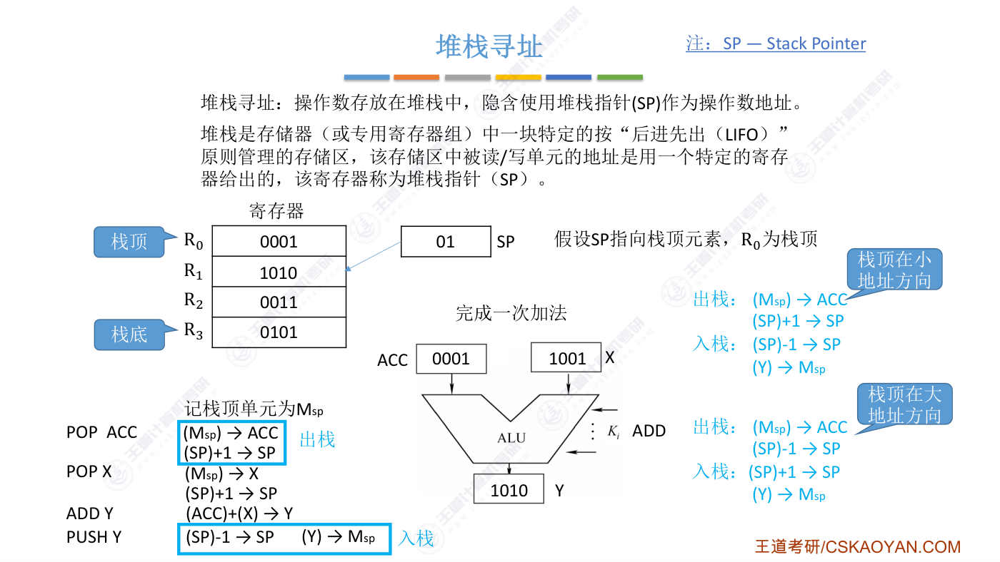 堆栈寻址
注：SP — Stack Pointer
堆栈寻址：操作数存放在堆栈中，隐含使用堆栈指针(SP)作为操作数地址。
堆栈是存储器（或专用寄存器组）中一块特定的按“后进先出（LIFO）”
原则管理的存储区，该存储区中被读/写单元的地址是用一个特定的寄存
器给出的，该寄存器称为堆栈指针（SP）。
寄存器
栈顶 R₀ 0001
R₁ 1010
R₂ 0011
栈底 R₃ 0101
01 SP
假设SP指向栈顶元素，R₀为栈顶
栈顶在小
地址方向
出栈： (Msp) → ACC
(SP)+1 → SP
入栈： (SP)-1 → SP
(Y) → Msp
完成一次加法
ACC 0001 1001 X
ALU
Ki ADD
1010 Y
栈顶在大
地址方向
出栈： (Msp) → ACC
(SP)-1 → SP
入栈：(SP)+1 → SP
(Y) → Msp
记栈顶单元为Msp
POP ACC (Msp) → ACC 出栈
(SP)+1 → SP
POP X (Msp) → X
(SP)+1 → SP
ADD Y (ACC)+(X) → Y
PUSH Y (SP)-1 → SP (Y) → Msp 入栈
王道考研/CSKAOYAN.COM